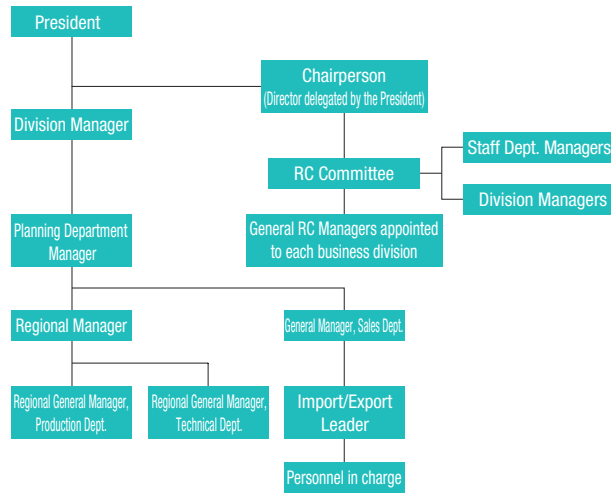 President
Chairperson
(Director delegated by the President)
Division Manager
Staff Dept. Managers
RC Committee
Division Managers
Planning Department
Manager
General RC Managers appointed
to each business division
Regional Manager
General Manager, Sales Dept.
Regional General Manager,
Production Dept.
Regional General Manager,
Technical Dept.
Import/Export
Leader
Personnel in charge